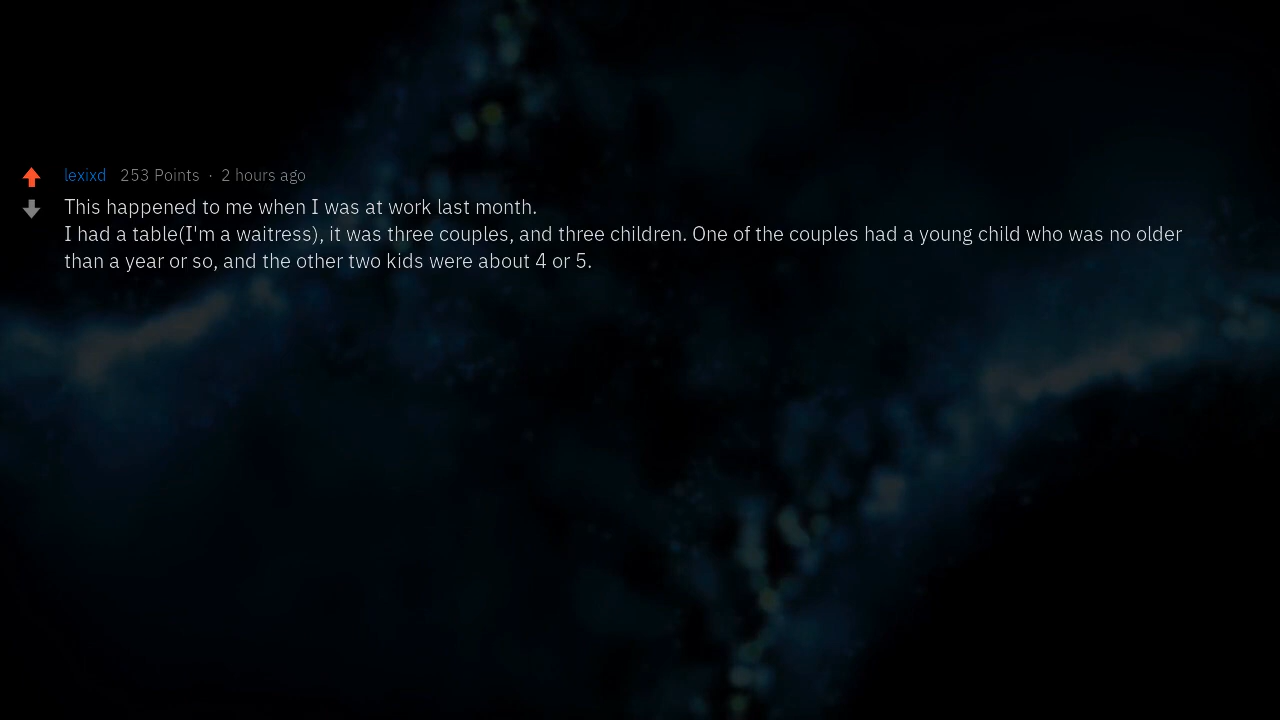 lexixd 253 Points · 2 hours ago
This happened to me when I was at work last month.
I had a table(I'm a waitress), it was three couples, and three children. One of the couples had a young child who was no older
than a year or so, and the other two kids were about 4 or 5.